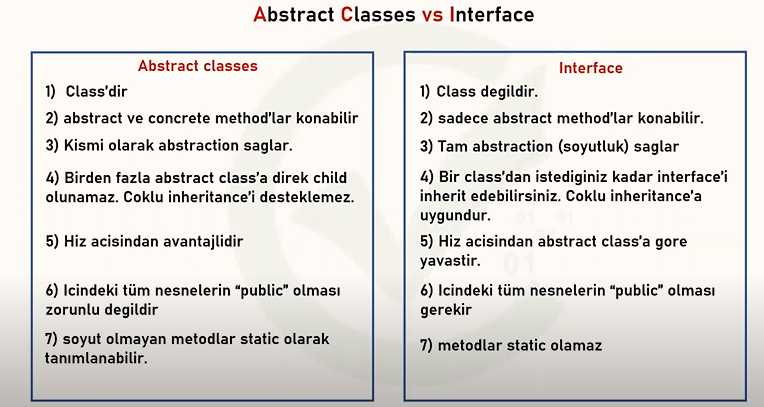 Abstract Classes vs Interface
Abstract classes
1) Class’dir
2) abstract ve concrete method’lar konabilir
3) Kismi olarak abstraction saglar.
4) Birden fazla abstract class’a direk child
olunamaz. Coklu inheritance’i desteklemez.
5) Hiz acisindan avantajlidir
6) Icindeki tüm nesnelerin “public” olması
zorunlu degildir
7) soyut olmayan metodlar static olarak
tanımlanabilir.
Interface
1) Class degildir.
2) sadece abstract method’lar konabilir.
3) Tam abstraction (soyutluk) saglar
4) Bir class’dan istediginiz kadar interface’i
inherit edebilirsiniz. Coklu inheritance’a
uygundur.
5) Hiz acisindan abstract class’a gore
yavastir.
6) Icindeki tüm nesnelerin “public” olması
gerekir
7) metodlar static olamaz